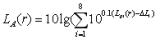 L_A(r) = 10lg(∑_{i=1}^{8} 10^{0.1(L_{pi}(r)-ΔL_i)})